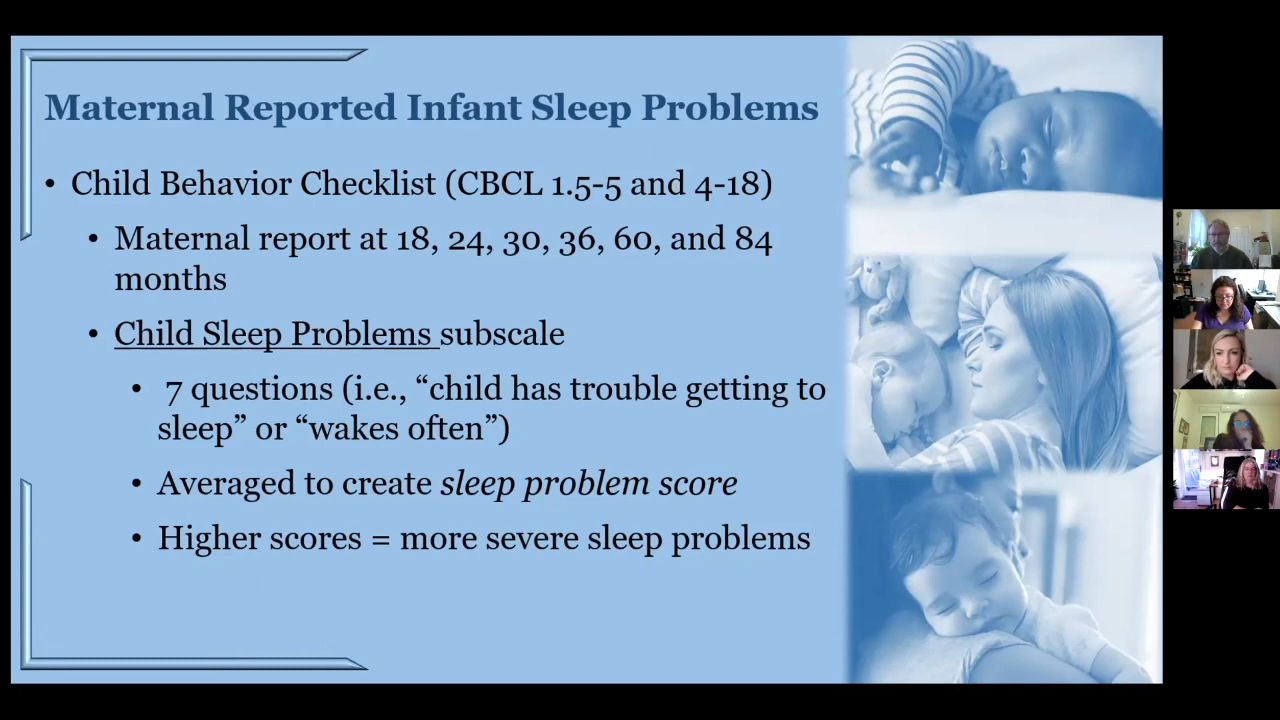 Maternal Reported Infant Sleep Problems
• Child Behavior Checklist (CBCL 1.5-5 and 4-18)
• Maternal report at 18, 24, 30, 36, 60, and 84
months
• Child Sleep Problems subscale
• 7 questions (i.e., “child has trouble getting to
sleep” or “wakes often”)
• Averaged to create sleep problem score
• Higher scores = more severe sleep problems